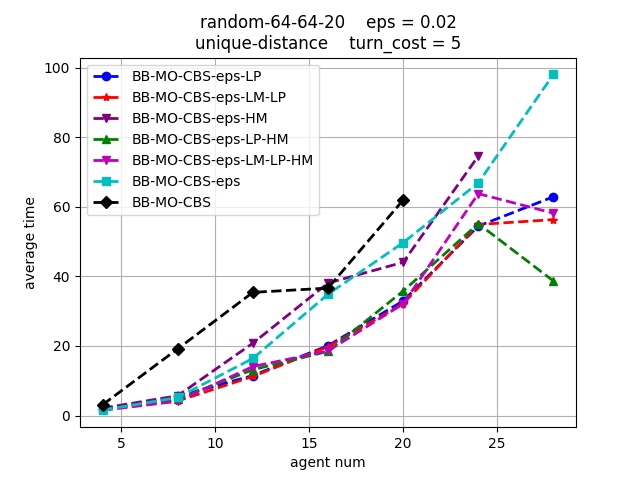 random-64-64-20    eps = 0.02
unique-distance    turn_cost = 5
100
80
60
40
20
0
average time
BB-MO-CBS-eps-LP
BB-MO-CBS-eps-LM-LP
BB-MO-CBS-eps-HM
BB-MO-CBS-eps-LP-HM
BB-MO-CBS-eps-LM-LP-HM
BB-MO-CBS-eps
BB-MO-CBS
5 10 15 20 25
agent num